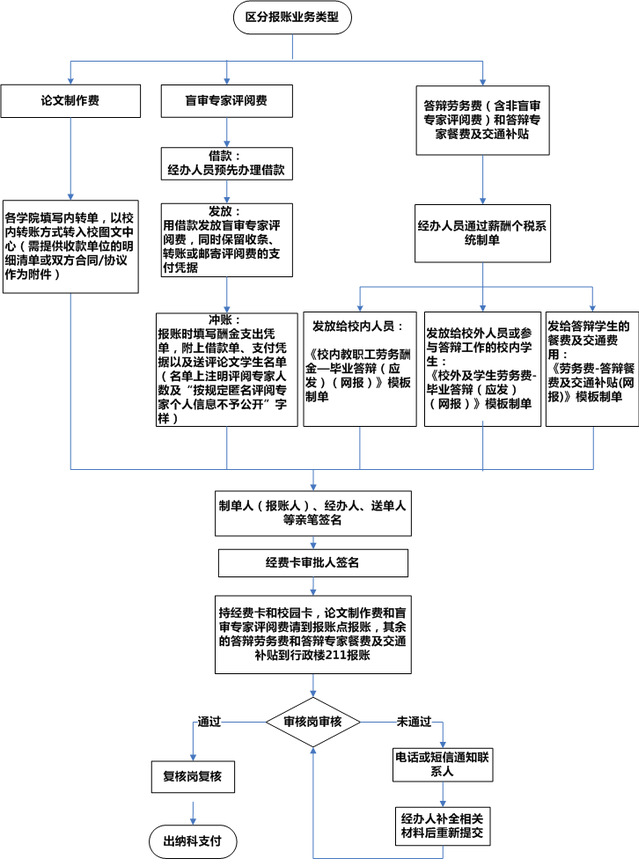 区分报账业务类型
论文制作费
盲审专家评阅费
答辩劳务费（含非盲审
专家评阅费）和答辩专
家餐费及交通补贴
借款：
经办人员预先办理借款
各学院填写内转单，以校
内转账方式转入校图文中
心（需提供收款单位的明
细清单或双方合同/协议
作为附件）
发放：
用借款发放盲审专家评
阅费，同时保留收条、
转账或邮寄评阅费的支
付凭据
经办人员通过薪酬个税系
统制单
冲账：
报账时填写酬金支出凭
单，附上借款单、支付凭
据以及送评论文学生名单
（名单上注明评阅专家人
数及“按规定匿名评阅专
家个人信息不予公开”字
样）
发放给校内人员：
《校内教职工劳务酬
金—毕业答辩（应
发）（网报）》模板
制单
发放给校外人员或参
与答辩工作的校内学
生：
《校外及学生劳务费-
毕业答辩（应发）
（网报）》模板制单
发给答辩学生的
餐费及交通费
用：
《劳务费-答辩餐
费及交通补贴(网
报)》模板制单
制单人（报账人）、经办人、送单人
等亲笔签名
经费卡审批人签名
持经费卡和校园卡，论文制作费和盲
审专家评阅费请到报账点报账，其余
的答辩劳务费和答辩专家餐费及交通
补贴到行政楼211报账
审核岗审核
通过
未通过
复核岗复核
电话或短信通知联
系人
出纳科支付
经办人补全相关
材料后重新提交